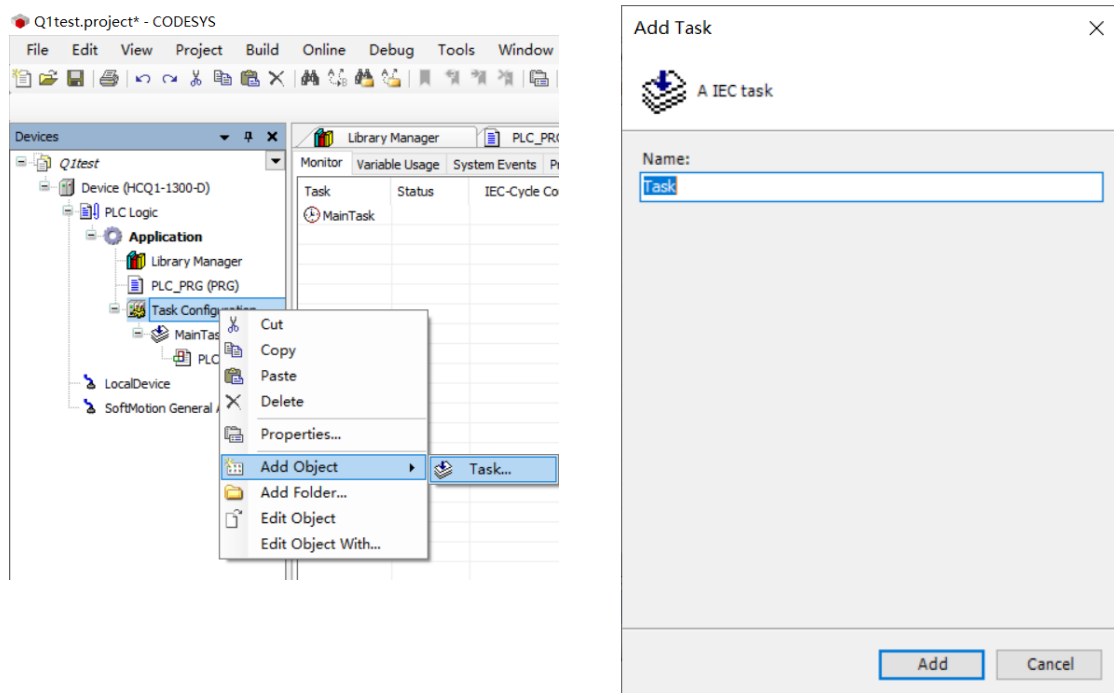 Q1test.project* - CODESYS
File Edit View Project Build Online Debug Tools Window
Devices
Q1test
Device (HCQ1-1300-D)
PLC Logic
Application
Library Manager
PLC_PRG (PRG)
Task Configuration
MainTas
PLC
LocalDevice
SoftMotion General A
Library Manager PLC_PRG
Monitor Variable Usage System Events P
Task Status IEC-Cycle Co
MainTask
Cut
Copy
Paste
Delete
Properties...
Add Object
Task...
Add Folder...
Edit Object
Edit Object With...
Add Task
A IEC task
Name:
Task
Add Cancel